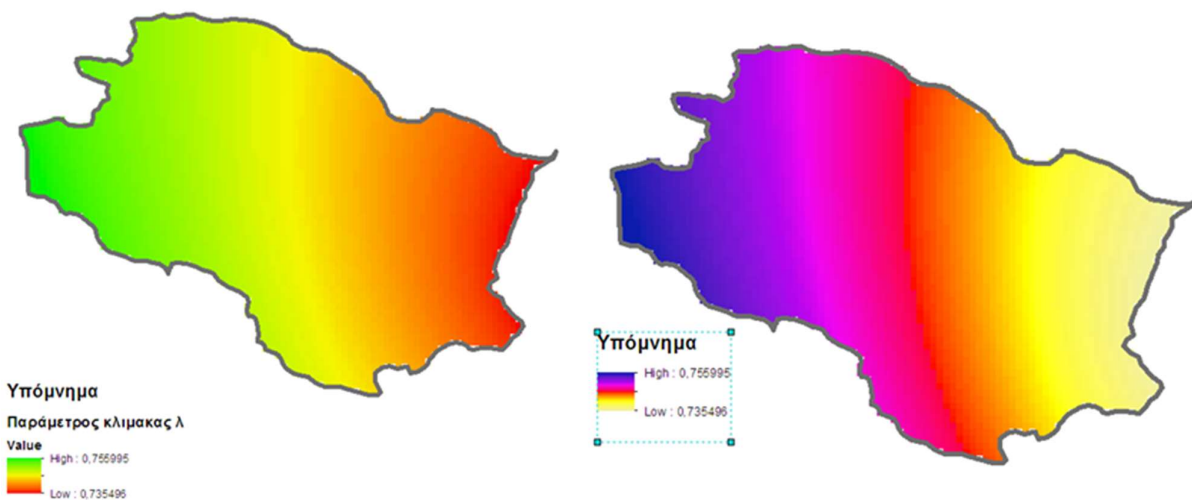 Υπόμνημα
Παράμετρος κλιμακας λ
Value
High : 0,755995
Low : 0,735496
Υπόμνημα
High : 0,755995
Low : 0,735496